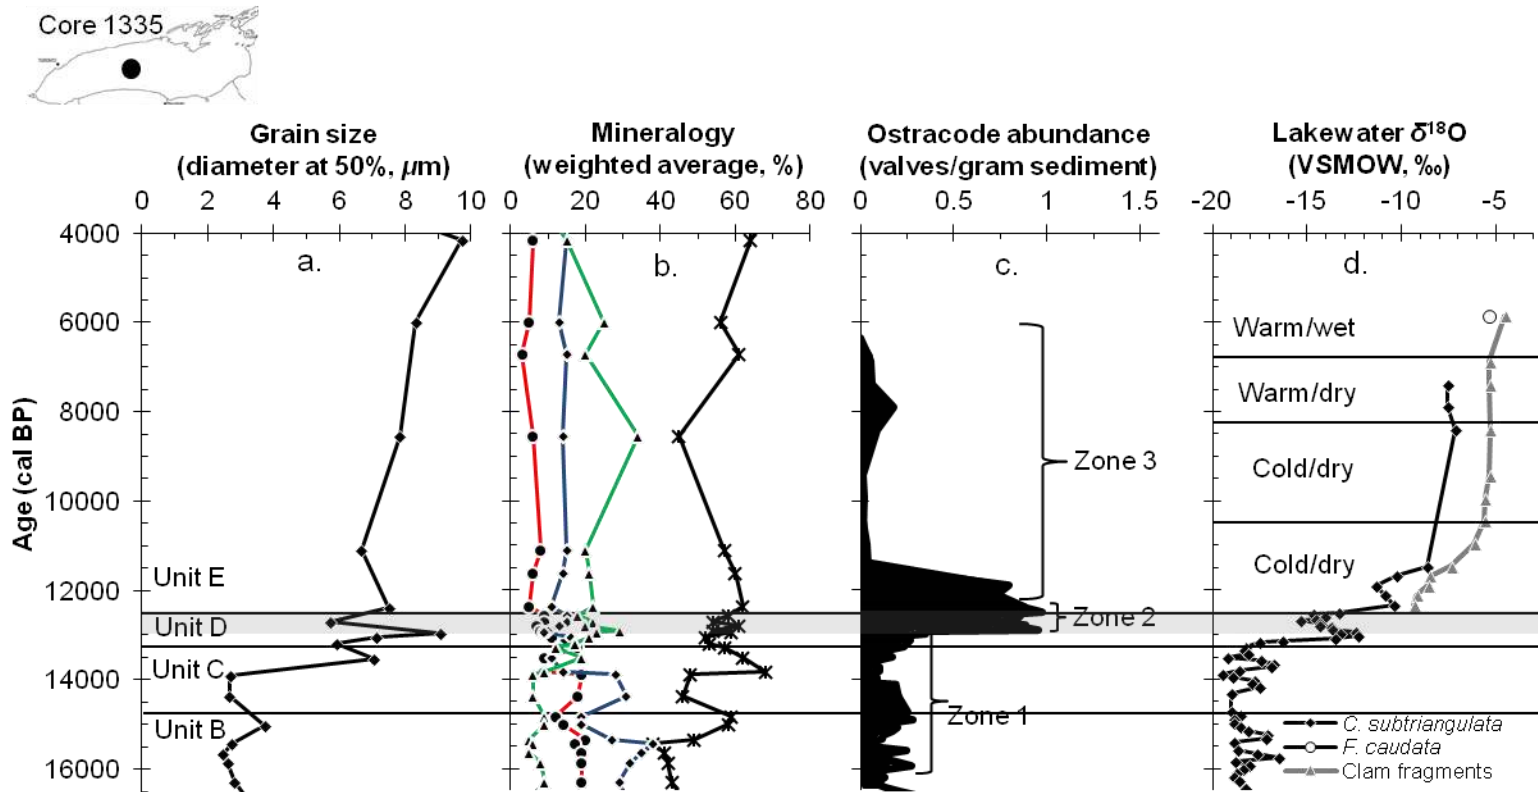 Core 1335
Grain size
(diameter at 50%, µm)
Mineralogy
(weighted average, %)
Ostracode abundance
(valves/gram sediment)
Lakewater δ¹⁸O
(VSMOW, ‰)
0 2 4 6 8 10
0 20 40 60 80
0 0.5 1 1.5
-20 -15 -10 -5
Age (cal BP)
4000
6000
8000
10000
12000
14000
16000
a.
b.
c.
d.
Unit E
Unit D
Unit C
Unit B
Zone 3
Zone 2
Zone 1
Warm/wet
Warm/dry
Cold/dry
Cold/dry
C. subtriangulata
F. caudata
Clam fragments